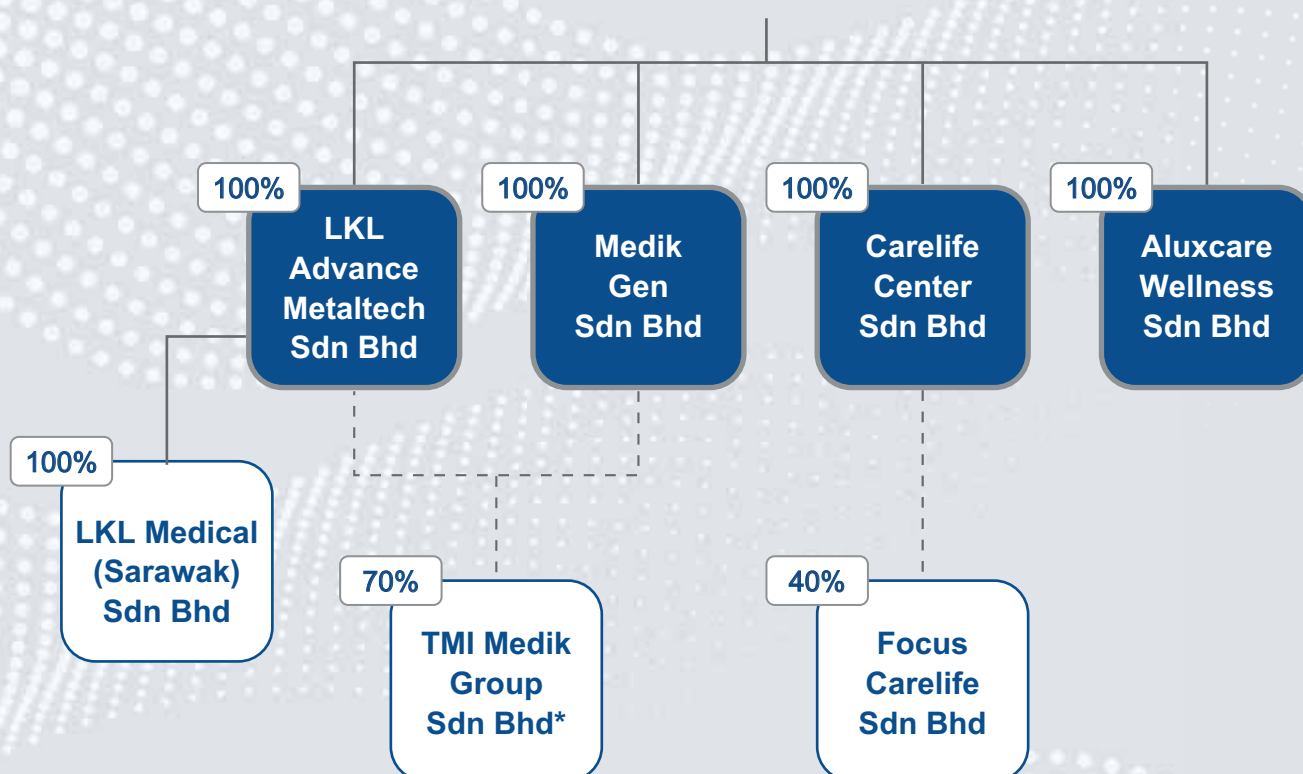 100%
LKL
Advance
Metaltech
Sdn Bhd
100%
Medik
Gen
Sdn Bhd
100%
Carelife
Center
Sdn Bhd
100%
Aluxcare
Wellness
Sdn Bhd
100%
LKL Medical
(Sarawak)
Sdn Bhd
70%
TMI Medik
Group
Sdn Bhd*
40%
Focus
Carelife
Sdn Bhd